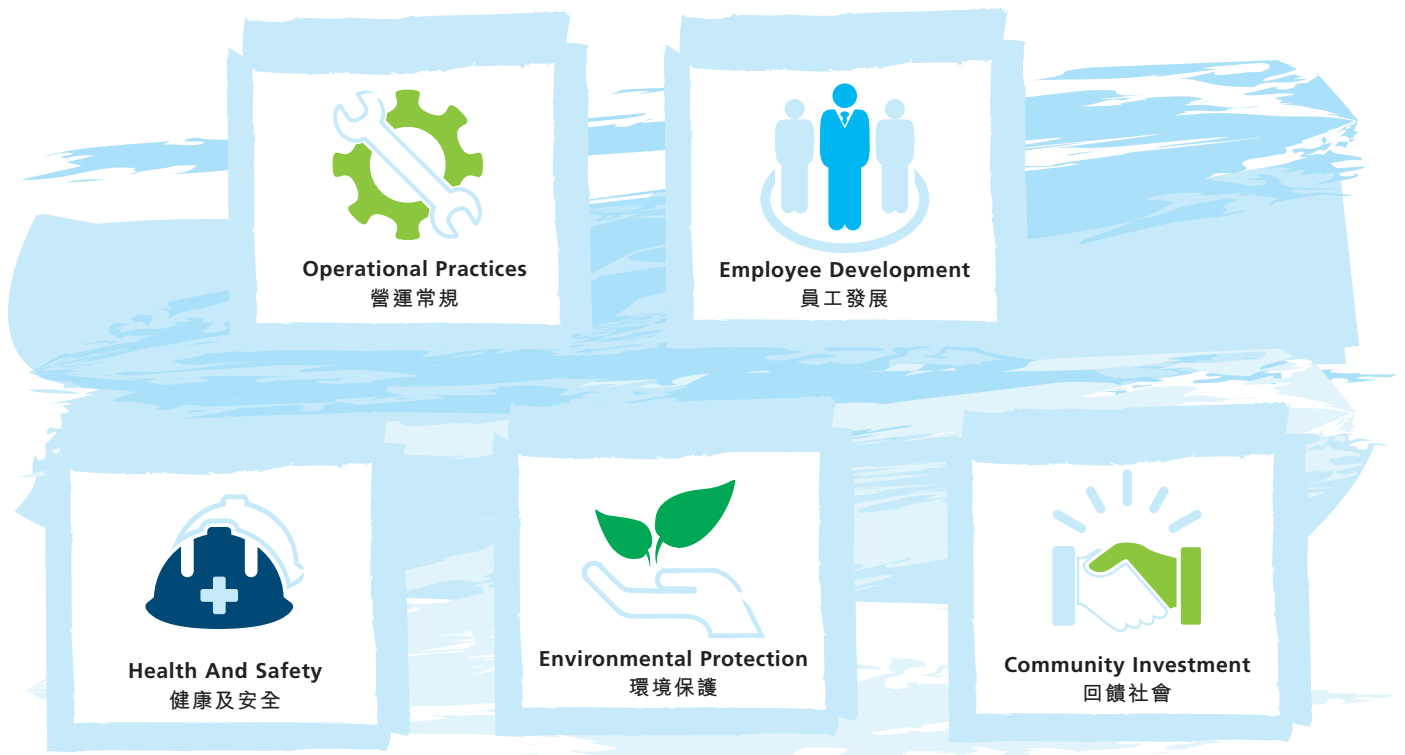 Operational Practices
營運常規
Employee Development
員工發展
Health And Safety
健康及安全
Environmental Protection
環境保護
Community Investment
回饋社會